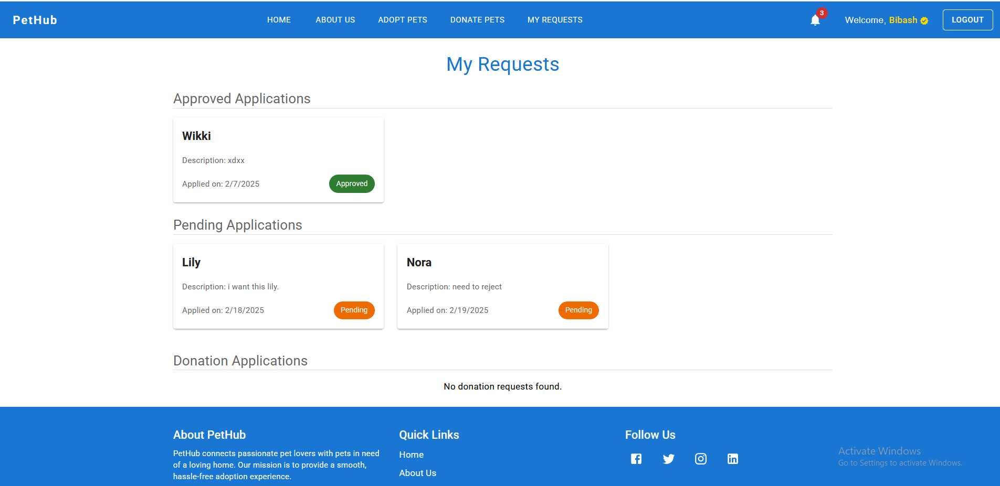 PetHub
HOME ABOUT US ADOPT PETS DONATE PETS MY REQUESTS
3
Welcome, Bibash
LOGOUT
My Requests
Approved Applications
Wikki
Description: xdxx
Applied on: 2/7/2025
Approved
Pending Applications
Lily
Description: i want this lily.
Applied on: 2/18/2025
Pending
Nora
Description: need to reject
Applied on: 2/19/2025
Pending
Donation Applications
No donation requests found.
About PetHub
PetHub connects passionate pet lovers with pets in need
of a loving home. Our mission is to provide a smooth,
hassle-free adoption experience.
Quick Links
Home
About Us
Follow Us
Activate Windows
Go to Settings to activate Windows.